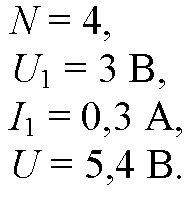 N = 4,
U₁ = 3 В,
I₁ = 0,3 А,
U = 5,4 В.